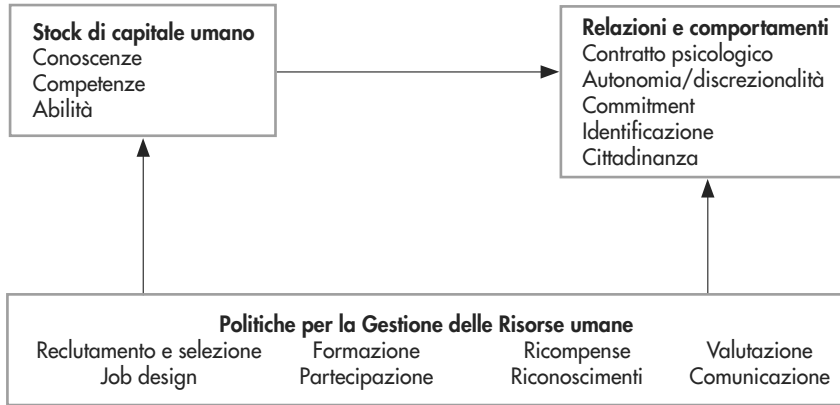 Stock di capitale umano
Conoscenze
Competenze
Abilità
Relazioni e comportamenti
Contratto psicologico
Autonomia/discrezionalità
Commitment
Identificazione
Cittadinanza
Politiche per la Gestione delle Risorse umane
Reclutamento e selezione Formazione Ricompense Valutazione
Job design Partecipazione Riconoscimenti Comunicazione